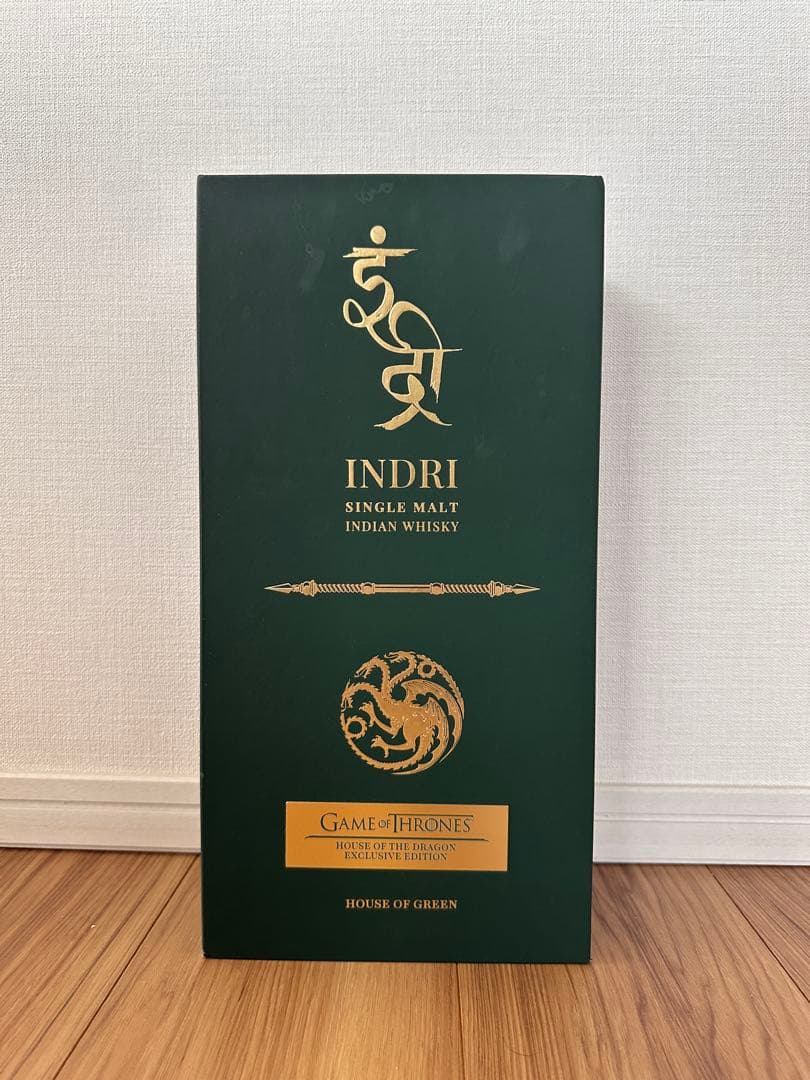 इंद्री
INDRI
SINGLE MALT
INDIAN WHISKY
GAME OF THRONES
HOUSE OF THE DRAGON
EXCLUSIVE EDITION
HOUSE OF GREEN